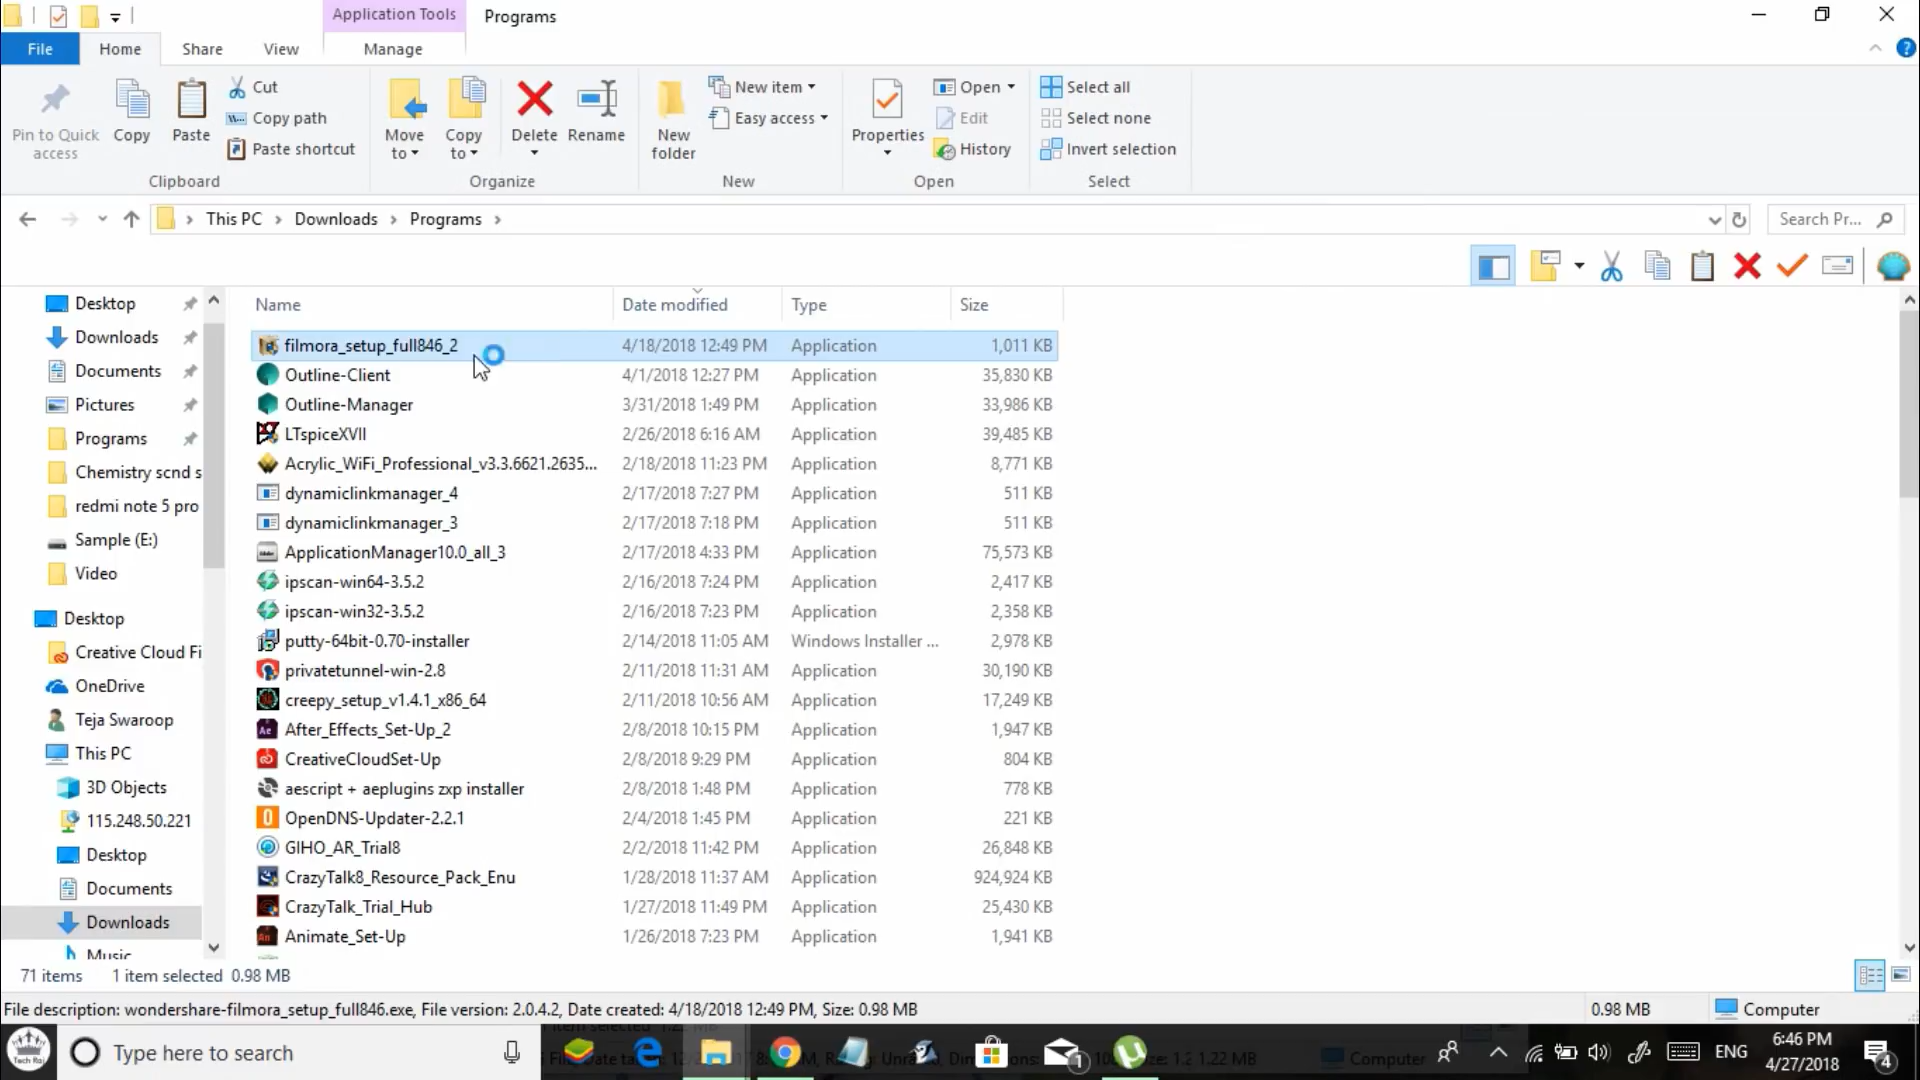 Application Tools
Programs
File
Home
Share
View
Manage
Pin to Quick
access
Copy
Paste
Cut
Copy path
Paste shortcut
Clipboard
Move
to
Copy
to
Delete
Rename
Organize
New
folder
New item
Easy access
New
Properties
Open
Edit
History
Open
Select all
Select none
Invert selection
Select
This PC
Downloads
Programs
Search Pr...
Name
Date modified
Type
Size
Desktop
Downloads
Documents
Pictures
Programs
Chemistry scnd s
redmi note 5 pro
Sample (E:)
Video
Desktop
Creative Cloud Fi
OneDrive
Teja Swaroop
This PC
3D Objects
115.248.50.221
Desktop
Documents
Downloads
Music
filmora_setup_full846_2 4/18/2018 12:49 PM Application 1,011 KB
Outline-Client 4/1/2018 12:27 PM Application 35,830 KB
Outline-Manager 3/31/2018 1:49 PM Application 33,986 KB
LTspiceXVII 2/26/2018 6:16 AM Application 39,485 KB
Acrylic_WiFi_Professional_v3.3.6621.2635... 2/18/2018 11:23 PM Application 8,771 KB
dynamiclinkmanager_4 2/17/2018 7:27 PM Application 511 KB
dynamiclinkmanager_3 2/17/2018 7:18 PM Application 511 KB
ApplicationManager10.0_all_3 2/17/2018 4:33 PM Application 75,573 KB
ipscan-win64-3.5.2 2/16/2018 7:24 PM Application 2,417 KB
ipscan-win32-3.5.2 2/16/2018 7:23 PM Application 2,358 KB
putty-64bit-0.70-installer 2/14/2018 11:05 AM Windows Installer ... 2,978 KB
privatetunnel-win-2.8 2/11/2018 11:31 AM Application 30,190 KB
creepy_setup_v1.4.1_x86_64 2/11/2018 10:56 AM Application 17,249 KB
After_Effects_Set-Up_2 2/8/2018 10:15 PM Application 1,947 KB
CreativeCloudSet-Up 2/8/2018 9:29 PM Application 804 KB
aescript + aeplugins zxp installer 2/8/2018 1:48 PM Application 778 KB
OpenDNS-Updater-2.2.1 2/4/2018 1:45 PM Application 221 KB
GIHO_AR_Trial8 2/2/2018 11:42 PM Application 26,848 KB
CrazyTalk8_Resource_Pack_Enu 1/28/2018 11:37 AM Application 924,924 KB
CrazyTalk_Trial_Hub 1/27/2018 11:49 PM Application 25,430 KB
Animate_Set-Up 1/26/2018 7:23 PM Application 1,941 KB
71 items 1 item selected 0.98 MB
File description: wondershare-filmora_setup_full846.exe, File version: 2.0.4.2, Date created: 4/18/2018 12:49 PM, Size: 0.98 MB
0.98 MB
Computer
Tech Raj
Type here to search
1
1.22 MB
Computer
ENG
6:46 PM
4/27/2018
4